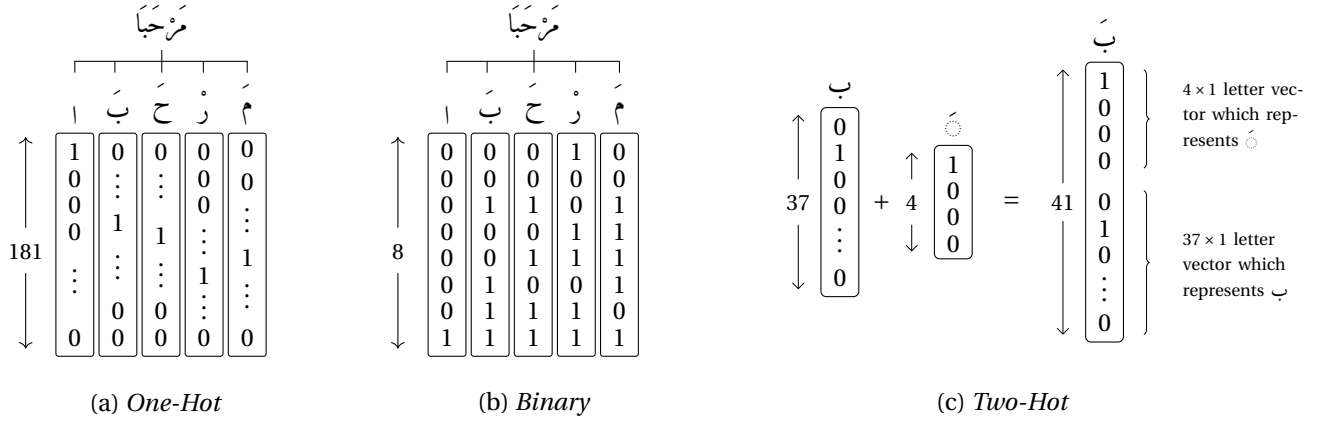 مَرْحَبَا
ا بَ حَ رْ مَ
181
1 0 0 0 0
0 ⋮ ⋮ 0 0
0 1 1 0 ⋮
0 ⋮ ⋮ ⋮ 1
⋮ 0 0 1 ⋮
0 0 0 ⋮ 0
0
(a) One-Hot
مَرْحَبَا
ا بَ حَ رْ مَ
8
0 0 0 1 0
0 0 0 0 0
0 1 1 0 1
0 0 0 1 1
0 0 1 1 1
0 1 0 0 1
0 1 1 1 0
1 1 1 1 1
(b) Binary
ب
37
0
1
0
0
⋮
0
+
◌َ
4
1
0
0
0
=
بَ
41
1
0
0
0
0
1
0
⋮
0
4 × 1 letter vec-
tor which rep-
resents ◌َ
37 × 1 letter
vector which
represents ب
(c) Two-Hot